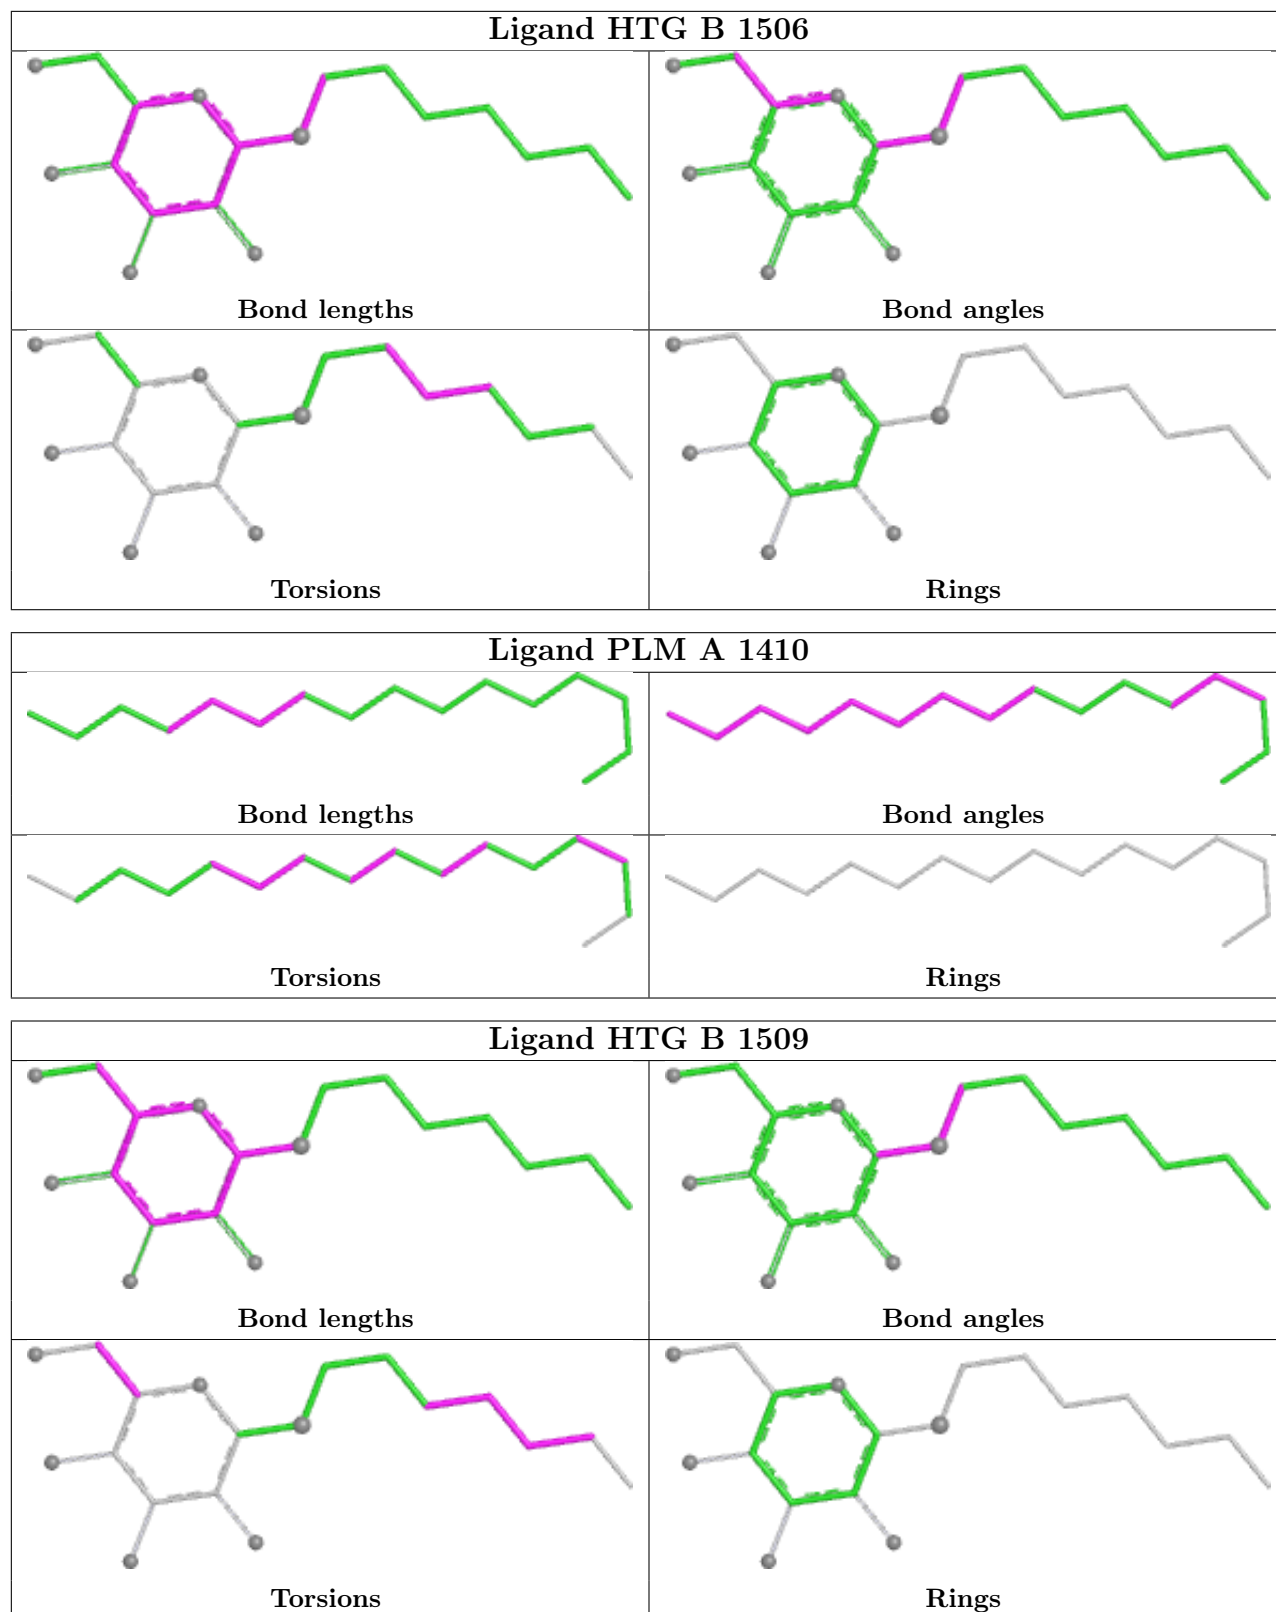 Ligand HTG B 1506
Bond lengths
Bond angles
Torsions
Rings
Ligand PLM A 1410
Bond lengths
Bond angles
Torsions
Rings
Ligand HTG B 1509
Bond lengths
Bond angles
Torsions
Rings